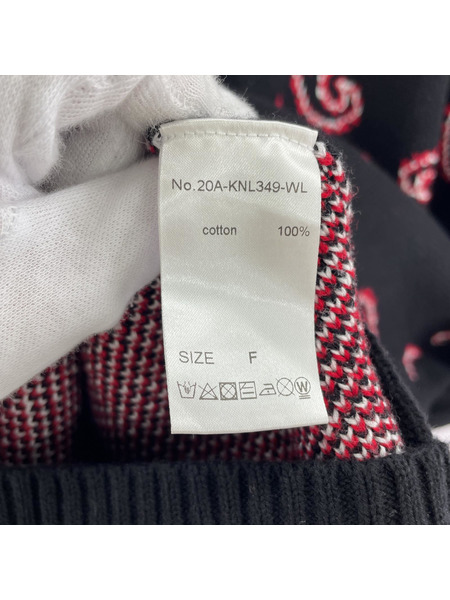 No.20A-KNL349-WL
cotton 100%
SIZE F